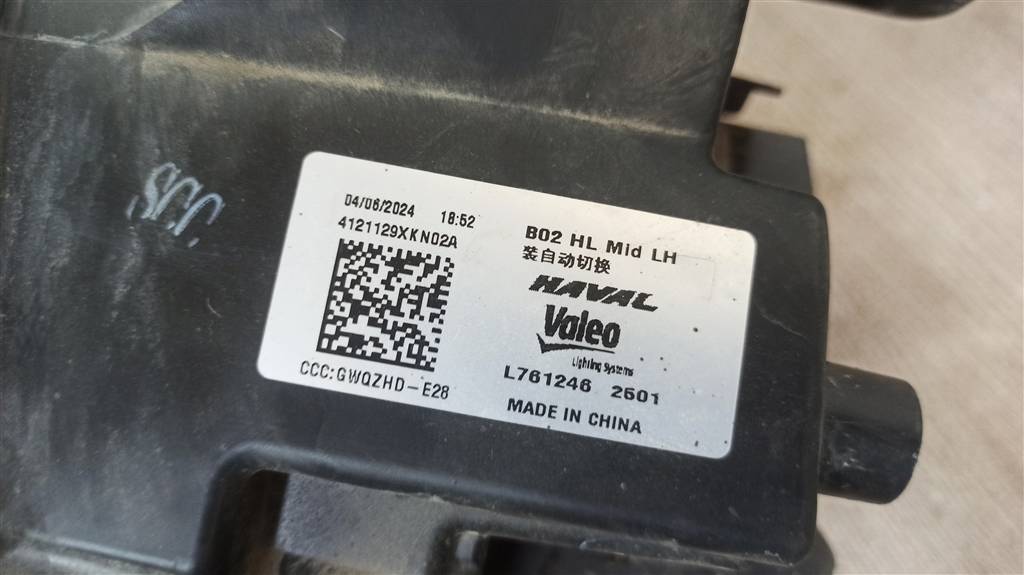 04/06/2024 18:52
4121129XKN02A
CCC:GWQZHD-E28
B02 HL Mid LH
装自动切换
HAVAL
Valeo
Lighting Systems
L761246 2601
MADE IN CHINA